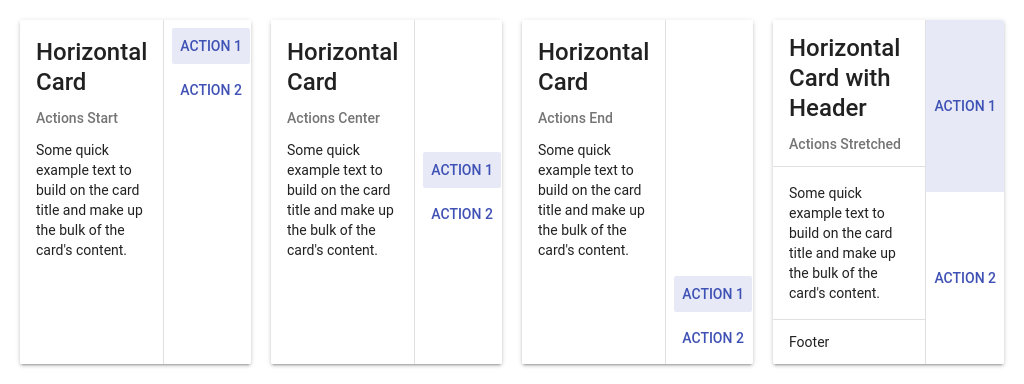 Horizontal
Card
Actions Start
Some quick
example text to
build on the card
title and make up
the bulk of the
card's content.
ACTION 1
ACTION 2
Horizontal
Card
Actions Center
Some quick
example text to
build on the card
title and make up
the bulk of the
card's content.
ACTION 1
ACTION 2
Horizontal
Card
Actions End
Some quick
example text to
build on the card
title and make up
the bulk of the
card's content.
ACTION 1
ACTION 2
Horizontal
Card with
Header
Actions Stretched
Some quick
example text to
build on the card
title and make up
the bulk of the
card's content.
Footer
ACTION 1
ACTION 2